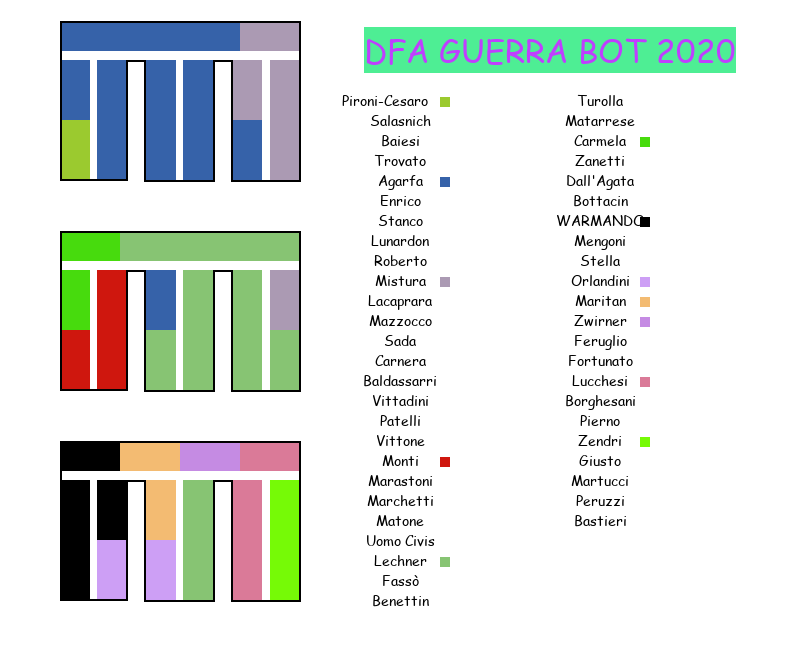 DFA GUERRA BOT 2020
Pironi-Cesaro
Salasnich
Baiesi
Trovato
Agarfa
Enrico
Stanco
Lunardon
Roberto
Mistura
Lacaprara
Mazzocco
Sada
Carnera
Baldassarri
Vittadini
Patelli
Vittone
Monti
Marastoni
Marchetti
Matone
Uomo Civis
Lechner
Fassò
Benettin
Turolla
Matarrese
Carmela
Zanetti
Dall'Agata
Bottacin
WARMANDO
Mengoni
Stella
Orlandini
Maritan
Zwirner
Feruglio
Fortunato
Lucchesi
Borghesani
Pierno
Zendri
Giusto
Martucci
Peruzzi
Bastieri